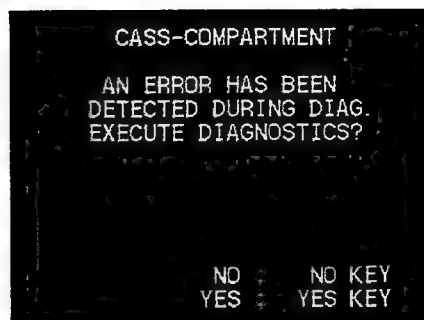 CASS-COMPARTMENT
AN ERROR HAS BEEN
DETECTED DURING DIAG.
EXECUTE DIAGNOSTICS?
NO : NO KEY
YES : YES KEY